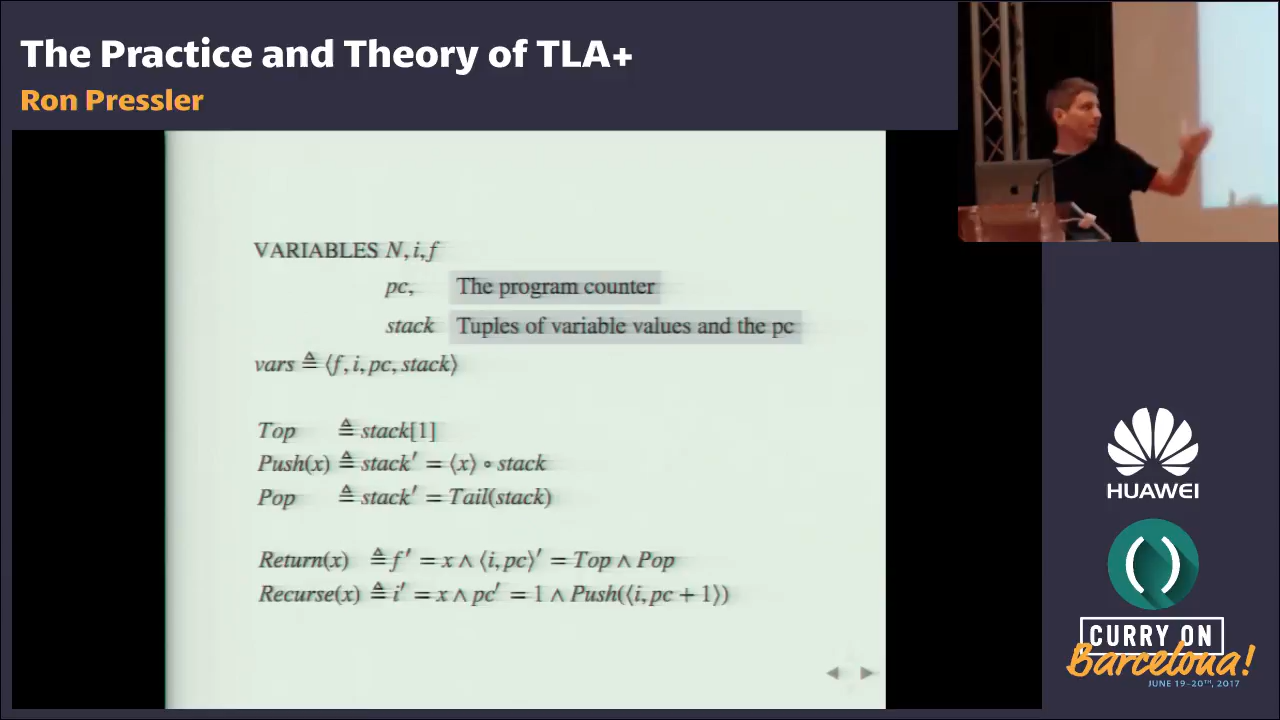 The Practice and Theory of TLA+
Ron Pressler
VARIABLES N, i, f
pc, The program counter
stack Tuples of variable values and the pc
vars ≜ ⟨f, i, pc, stack⟩
Top ≜ stack[1]
Push(x) ≜ stack′ = ⟨x⟩ ∘ stack
Pop ≜ stack′ = Tail(stack)
Return(x) ≜ f′ = x ∧ ⟨i, pc⟩′ = Top ∧ Pop
Recurse(x) ≜ i′ = x ∧ pc′ = 1 ∧ Push(⟨i, pc + 1⟩)
HUAWEI
CURRY ON
Barcelona!
JUNE 19-20TH, 2017